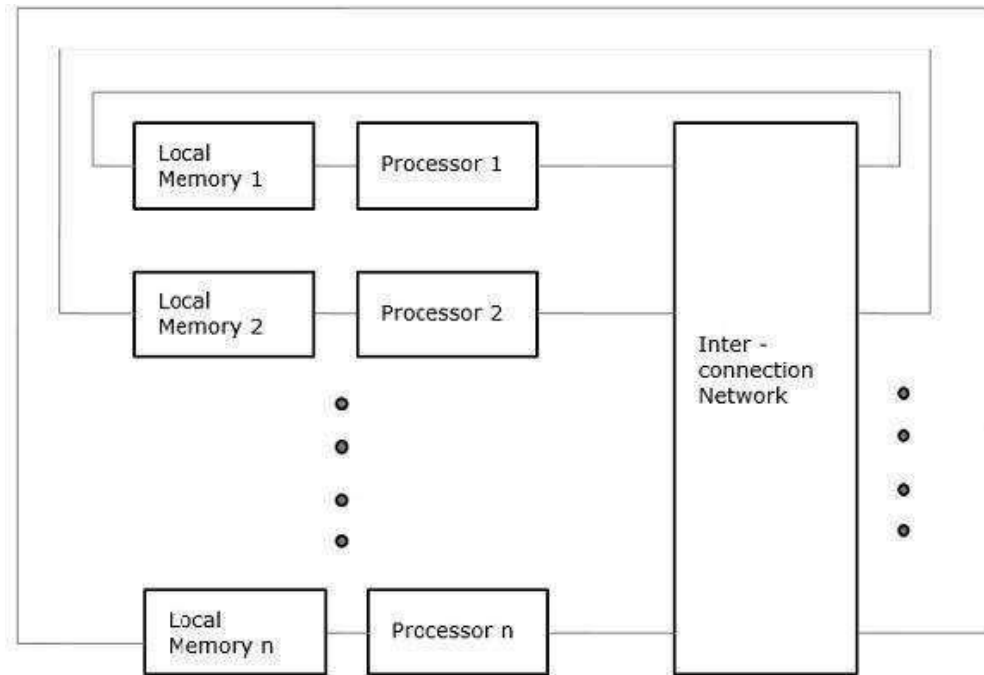 Local
Memory 1
Processor 1
Local
Memory 2
Processor 2
Inter -
connection
Network
Local
Memory n
Processor n